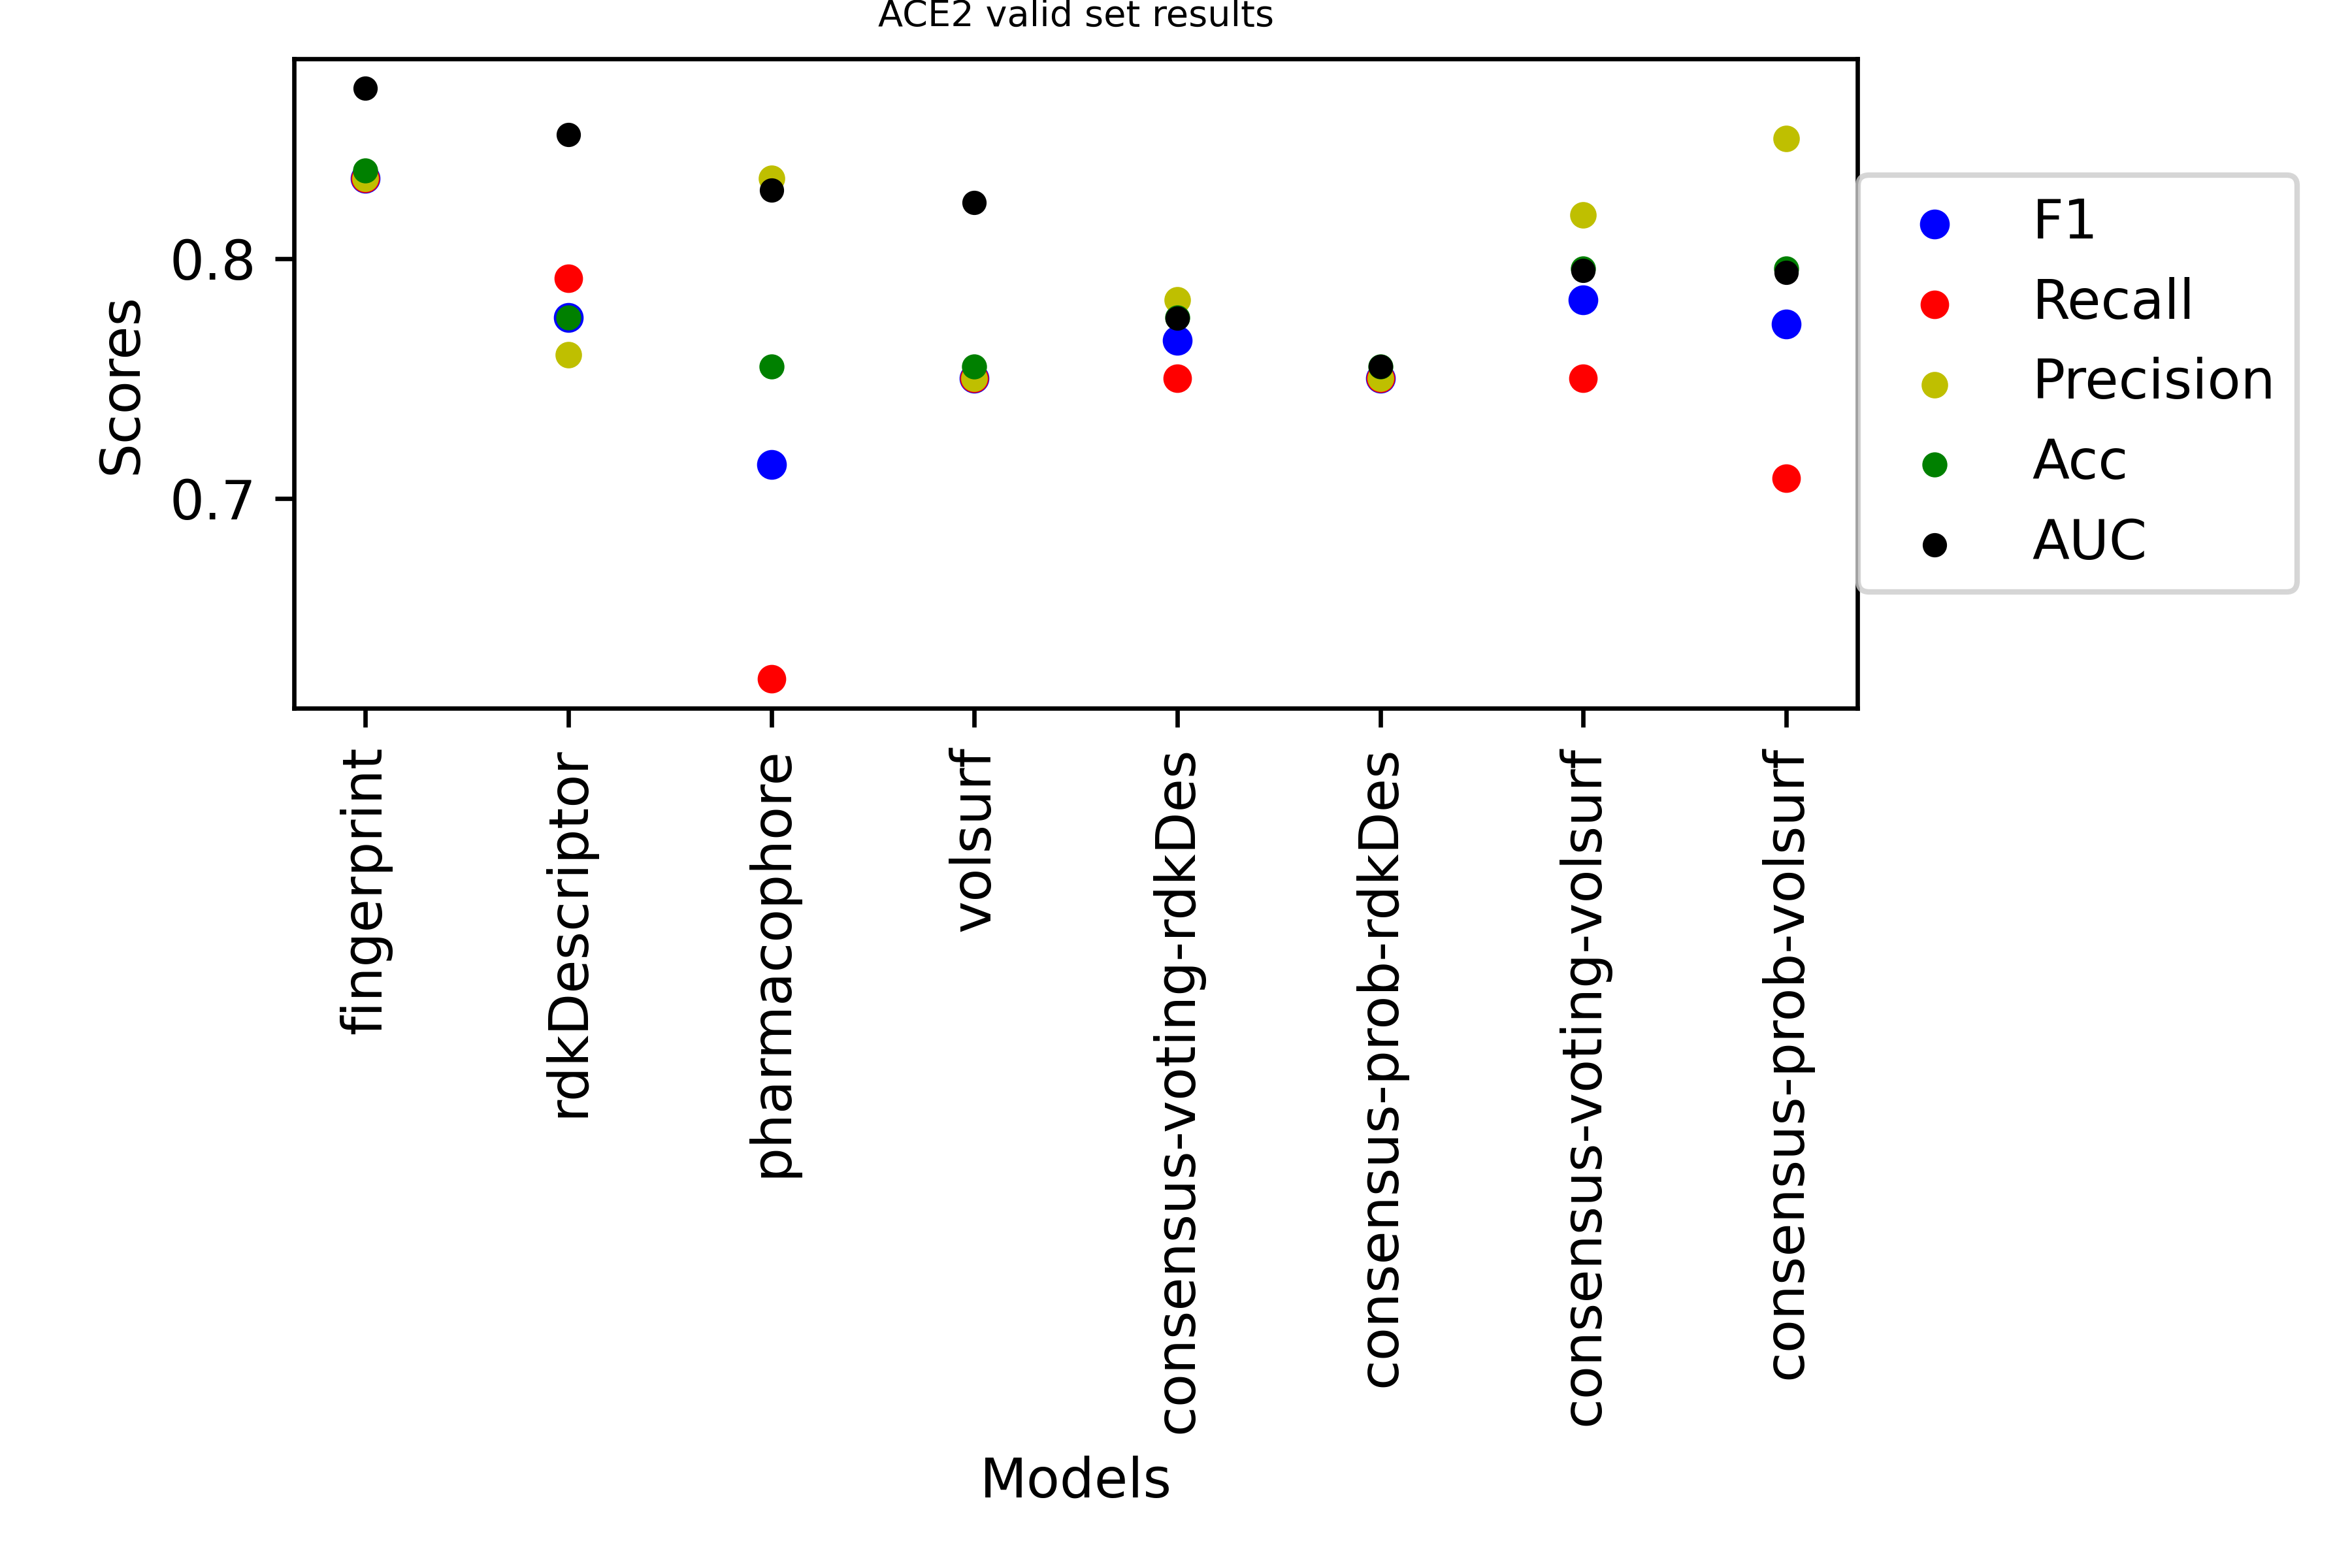 ACE2 valid set results
Scores
0.8
0.7
F1
Recall
Precision
Acc
AUC
fingerprint
rdkDescriptor
pharmacophore
volsurf
consensus-voting-rdkDes
consensus-prob-rdkDes
consensus-voting-volsurf
consensus-prob-volsurf
Models